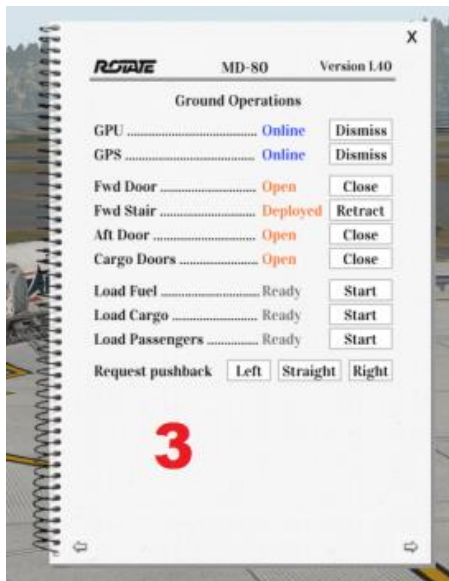 X
ROTATE MD-80 Version 1.40
Ground Operations
GPU .................................... Online Dismiss
GPS .................................... Online Dismiss
Fwd Door ........................... Open Close
Fwd Stair ........................... Deployed Retract
Aft Door ............................. Open Close
Cargo Doors ...................... Open Close
Load Fuel ........................... Ready Start
Load Cargo ........................ Ready Start
Load Passengers ............... Ready Start
Request pushback Left Straight Right
3